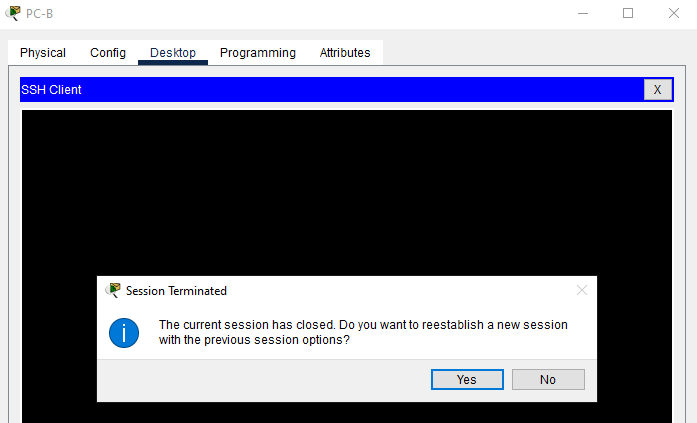 PC-B
Physical Config Desktop Programming Attributes
SSH Client X
Session Terminated
i
The current session has closed. Do you want to reestablish a new session
with the previous session options?
Yes No